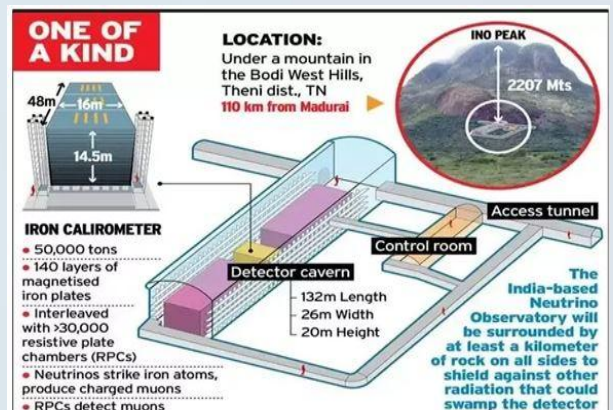 ONE OF
A KIND
LOCATION:
Under a mountain in
the Bodi West Hills,
Theni dist., TN
110 km from Madurai
INO PEAK
2207 Mts
48m
16m
14.5m
IRON CALIROMETER
• 50,000 tons
• 140 layers of
magnetised
iron plates
• Interleaved
with >30,000
resistive plate
chambers (RPCs)
• Neutrinos strike iron atoms,
produce charged muons
• RPCs detect muons
Detector cavern
132m Length
26m Width
20m Height
Control room
Access tunnel
The
India-based
Neutrino
Observatory will
be surrounded by
at least a kilometer
of rock on all sides to
shield against other
radiation that could
swamp the detector